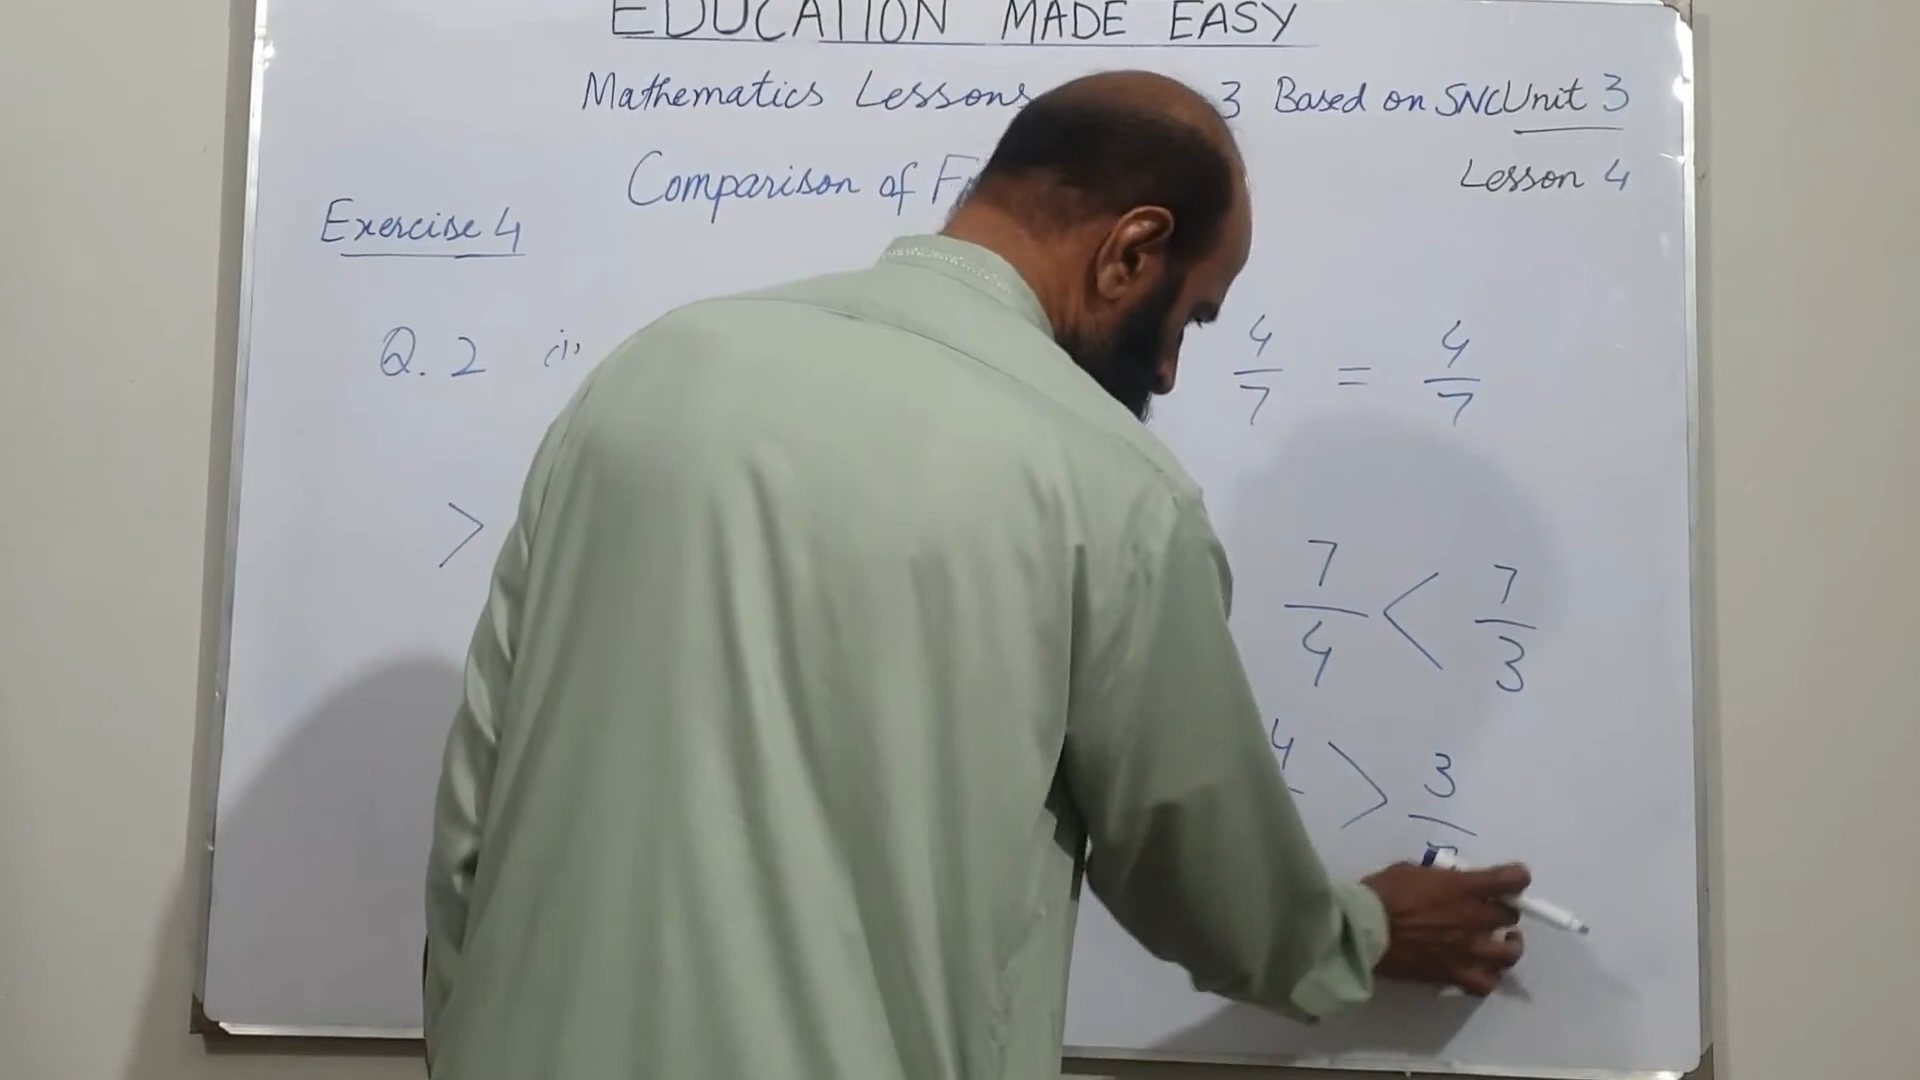 EDUCATION MADE EASY
Mathematics Lessons 3 Based on SNC Unit 3
Comparison of
Lesson 4
Exercise 4
Q. 2 (i)
4/7 = 4/7
>
7/4 < 7/3
4 > 3